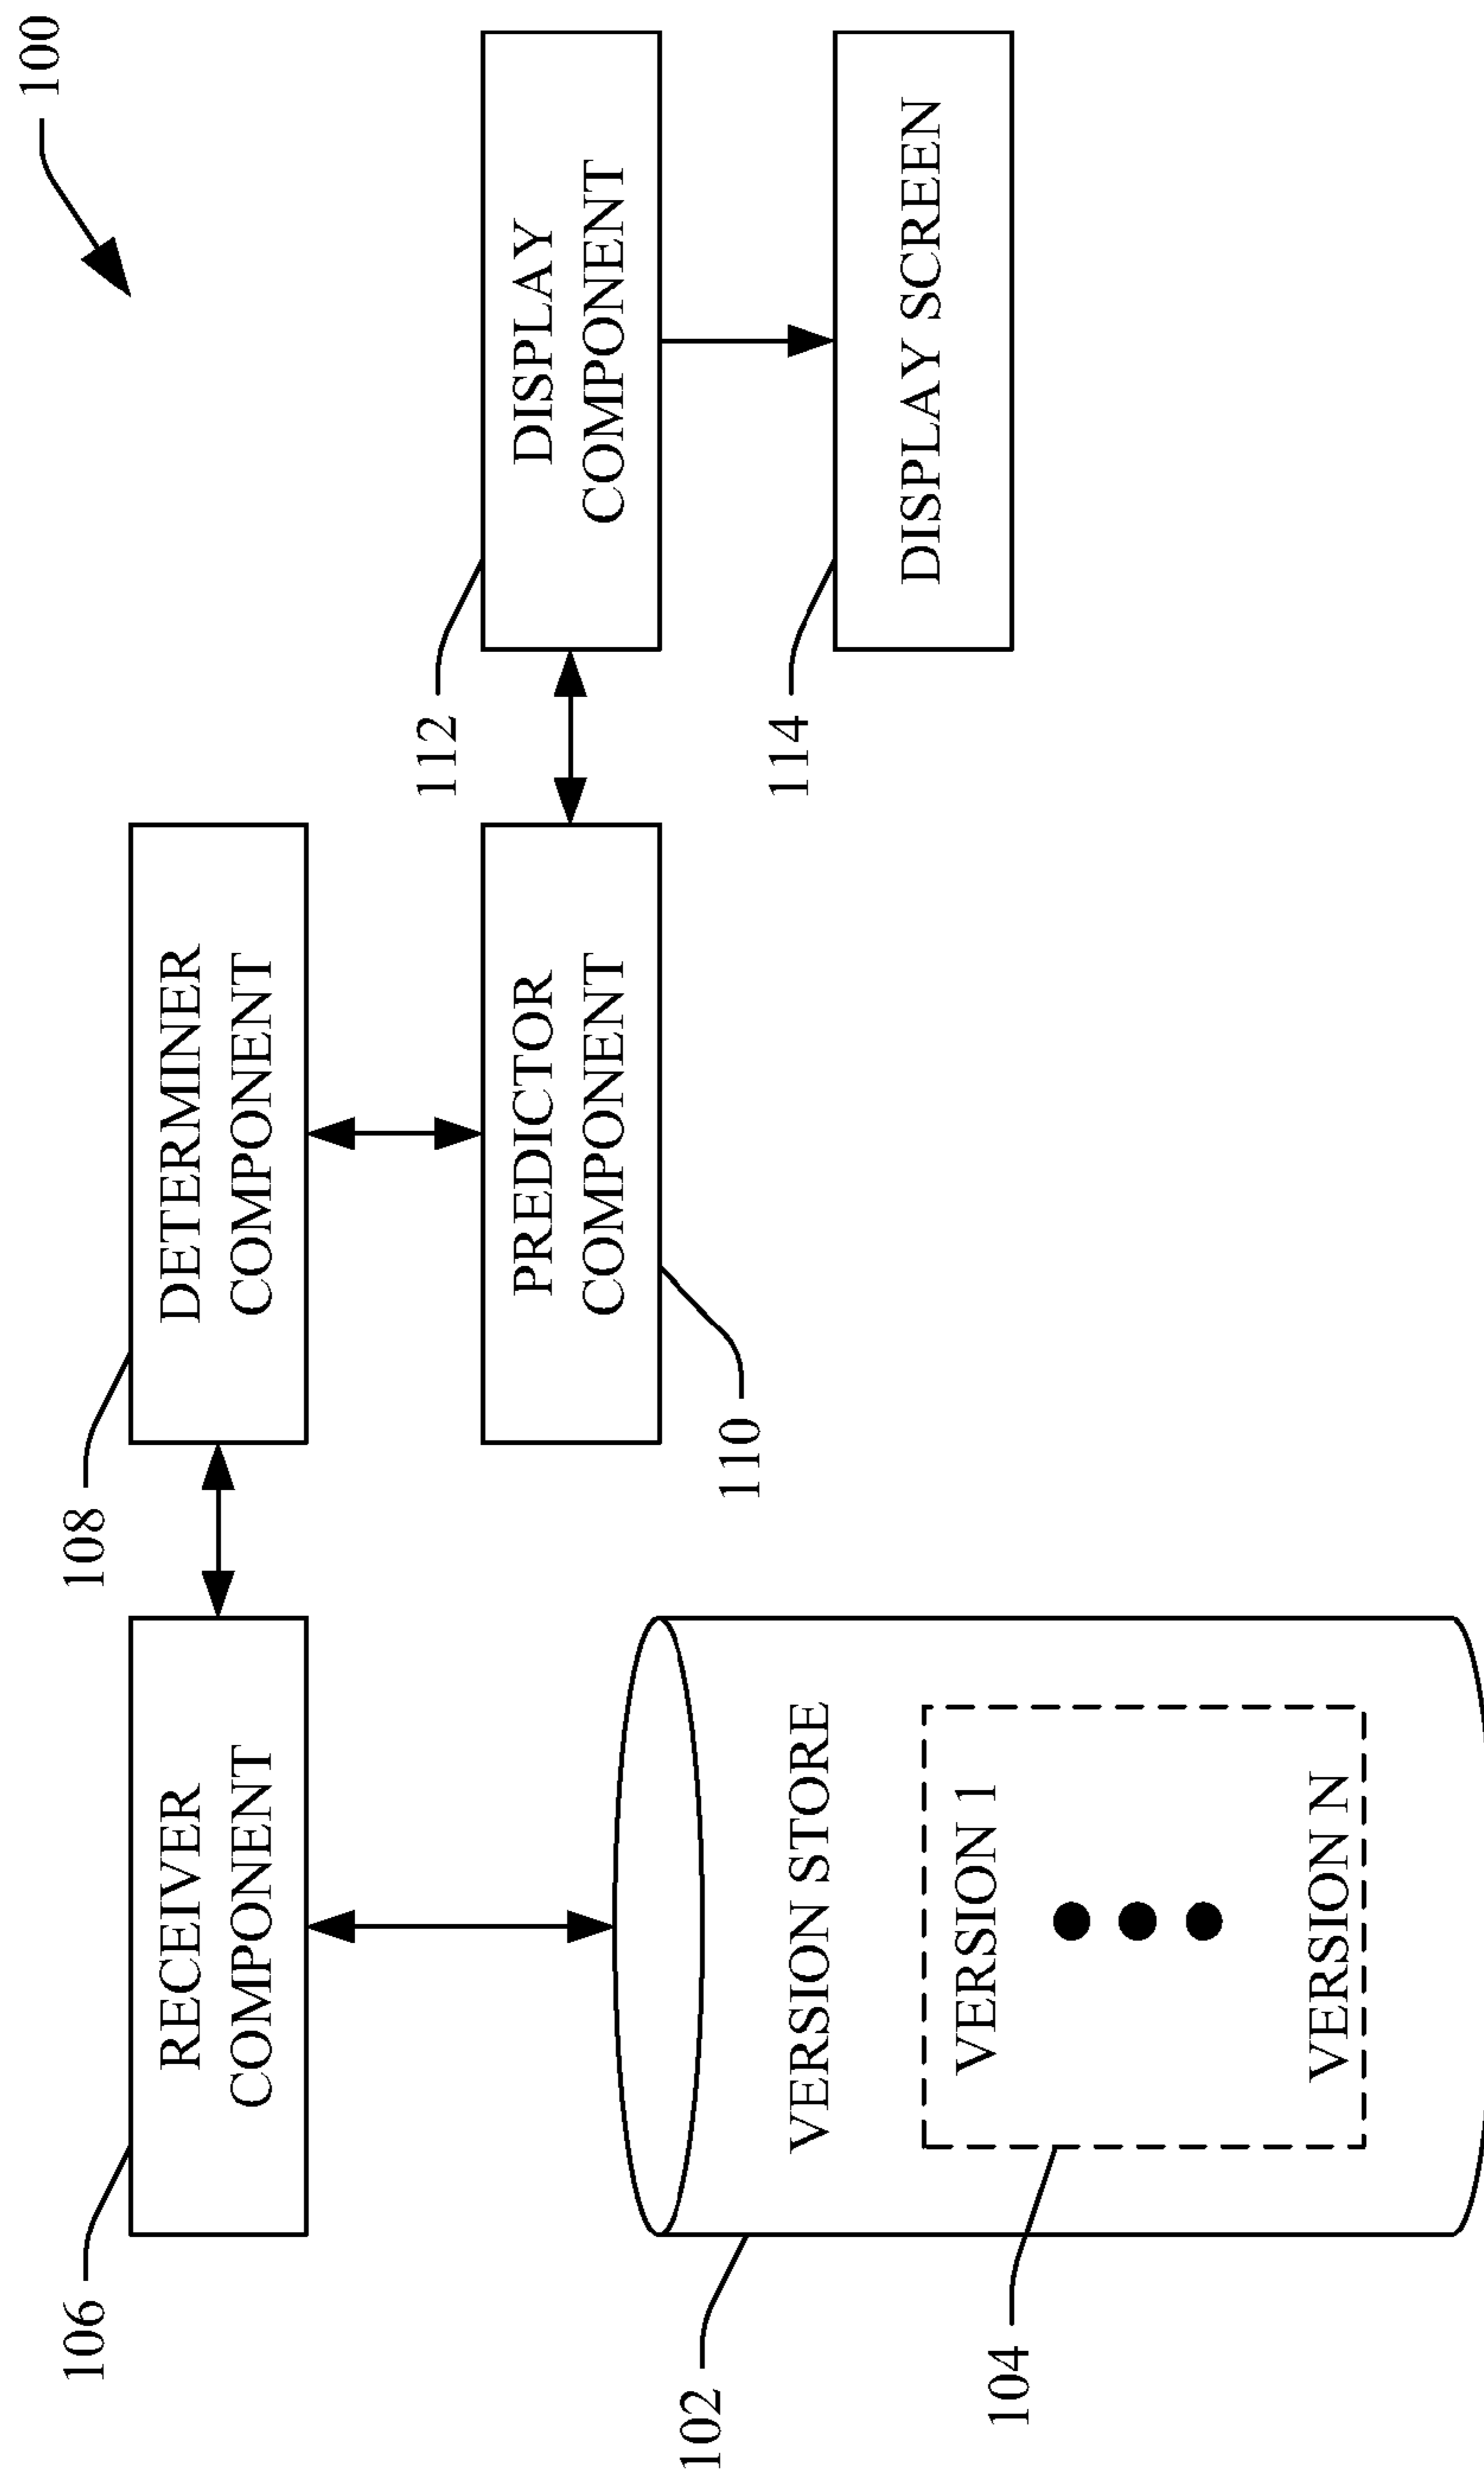 100
106
RECEIVER
COMPONENT
108
DETERMINER
COMPONENT
112
DISPLAY
COMPONENT
PREDICTOR
COMPONENT
110
114
DISPLAY SCREEN
102
VERSION STORE
104
VERSION 1
VERSION N